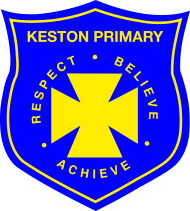 KESTON PRIMARY
RESPECT • BELIEVE
• ACHIEVE •